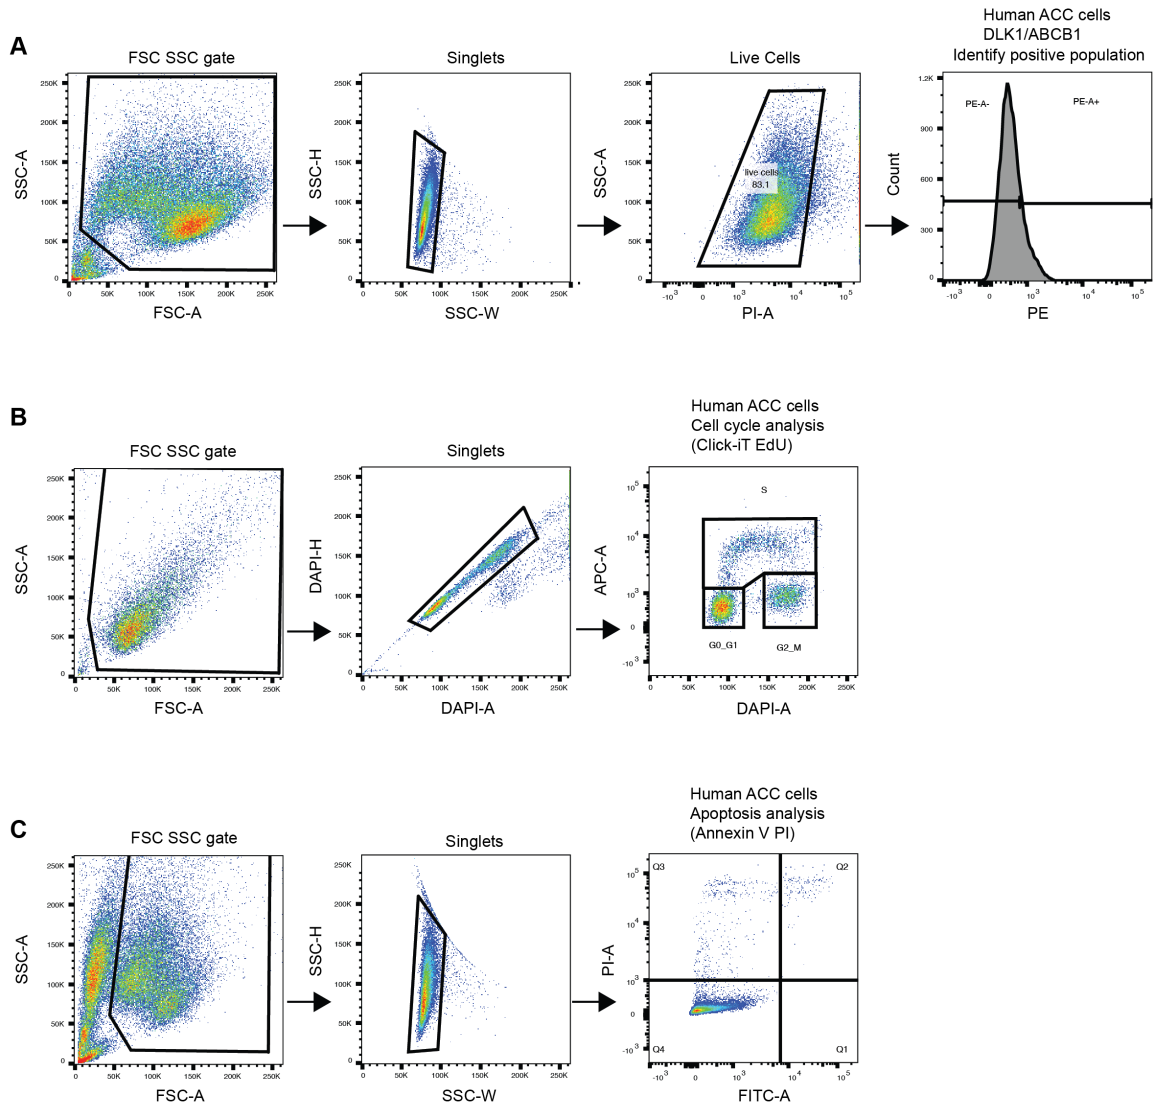 A
FSC SSC gate
Singlets
Live Cells
Human ACC cells
DLK1/ABCB1
Identify positive population
SSC-A
250K
200K
150K
100K
50K
0
0 50K 100K 150K 200K 250K
FSC-A
SSC-H
250K
200K
150K
100K
50K
0
0 50K 100K 150K 200K 250K
SSC-W
SSC-A
250K
200K
150K
100K
50K
0
live cells
83.1
-10^3 0 10^3 10^4 10^5
PI-A
Count
1.2K
900
600
300
0
PE-A-
PE-A+
-10^3 0 10^3 10^4 10^5
PE
B
FSC SSC gate
Singlets
Human ACC cells
Cell cycle analysis
(Click-iT EdU)
SSC-A
250K
200K
150K
100K
50K
0
0 50K 100K 150K 200K 250K
FSC-A
DAPI-H
250K
200K
150K
100K
50K
0
0 50K 100K 150K 200K 250K
DAPI-A
APC-A
10^5
10^4
10^3
0
-10^3
S
G0_G1
G2_M
0 50K 100K 150K 200K 250K
DAPI-A
C
FSC SSC gate
Singlets
Human ACC cells
Apoptosis analysis
(Annexin V PI)
SSC-A
250K
200K
150K
100K
50K
0
0 50K 100K 150K 200K 250K
FSC-A
SSC-H
250K
200K
150K
100K
50K
0
0 50K 100K 150K 200K 250K
SSC-W
PI-A
10^5
10^4
10^3
0
-10^3
Q3
Q2
Q4
Q1
-10^3 0 10^3 10^4 10^5
FITC-A